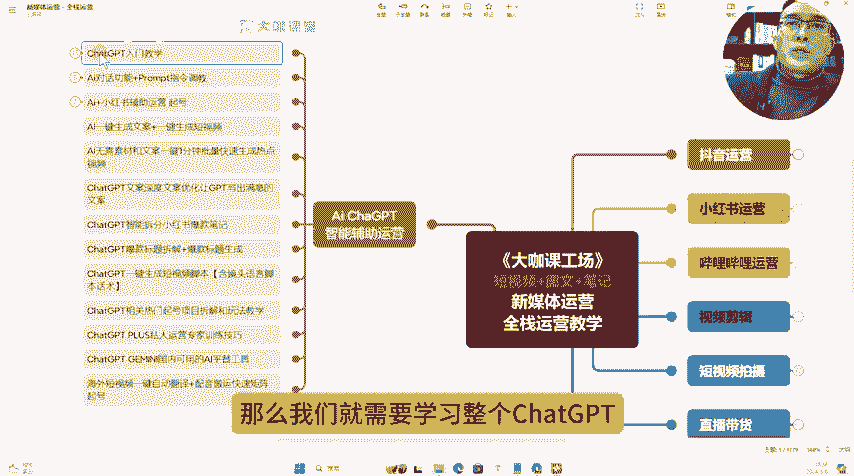 新媒体运营 - 全栈运营
大咖课堂
ChatGPT入门教学
Ai对话功能+Prompt指令调教
Ai+小红书辅助运营 起号
Ai一键生成文案+一键生成短视频
Ai无需素材和文案一键1分钟批量快速生成热点
视频
ChatGPT文案深度文案优化让GPT写出满意的
文案
ChatGPT智能拆分小红书爆款笔记
ChatGPT爆款标题拆解+爆款标题生成
ChatGPT一键生成短视频脚本【含镜头语言脚
本话术】
ChatGPT相关热门起号项目拆解和玩法教学
ChatGPT PLUS私人运营专家训练技巧
ChatGPT GEMINI国内可用的AI平替工具
海外短视频一键自动翻译+配音搬运快速矩阵
起号
Ai ChaGPT
智能辅助运营
《大咖课工场》
短视频+图文+笔记
新媒体运营
全栈运营教学
抖音运营
小红书运营
哔哩哔哩运营
视频剪辑
短视频拍摄
直播带货
那么我们就需要学习整个ChatGPT